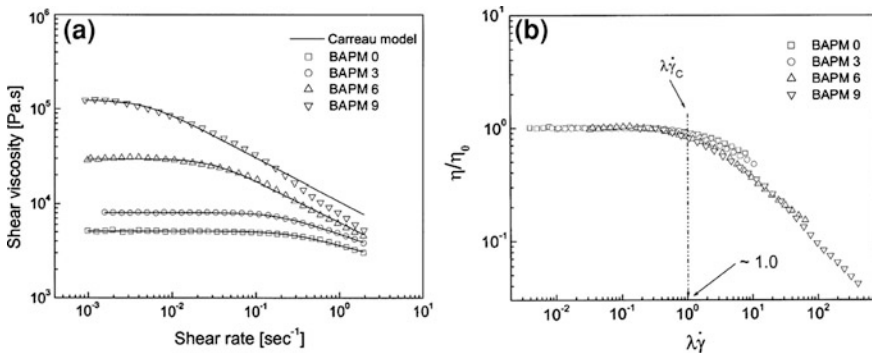 (a)
Shear viscosity [Pa.s]
10^6
10^5
10^4
10^3
Carreau model
BAPM 0
BAPM 3
BAPM 6
BAPM 9
10^-3 10^-2 10^-1 10^0 10^1
Shear rate [sec^-1]
(b)
η/η₀
10^1
10^0
10^-1
λγ̇_C
BAPM 0
BAPM 3
BAPM 6
BAPM 9
~ 1.0
10^-2 10^-1 10^0 10^1 10^2
λγ̇